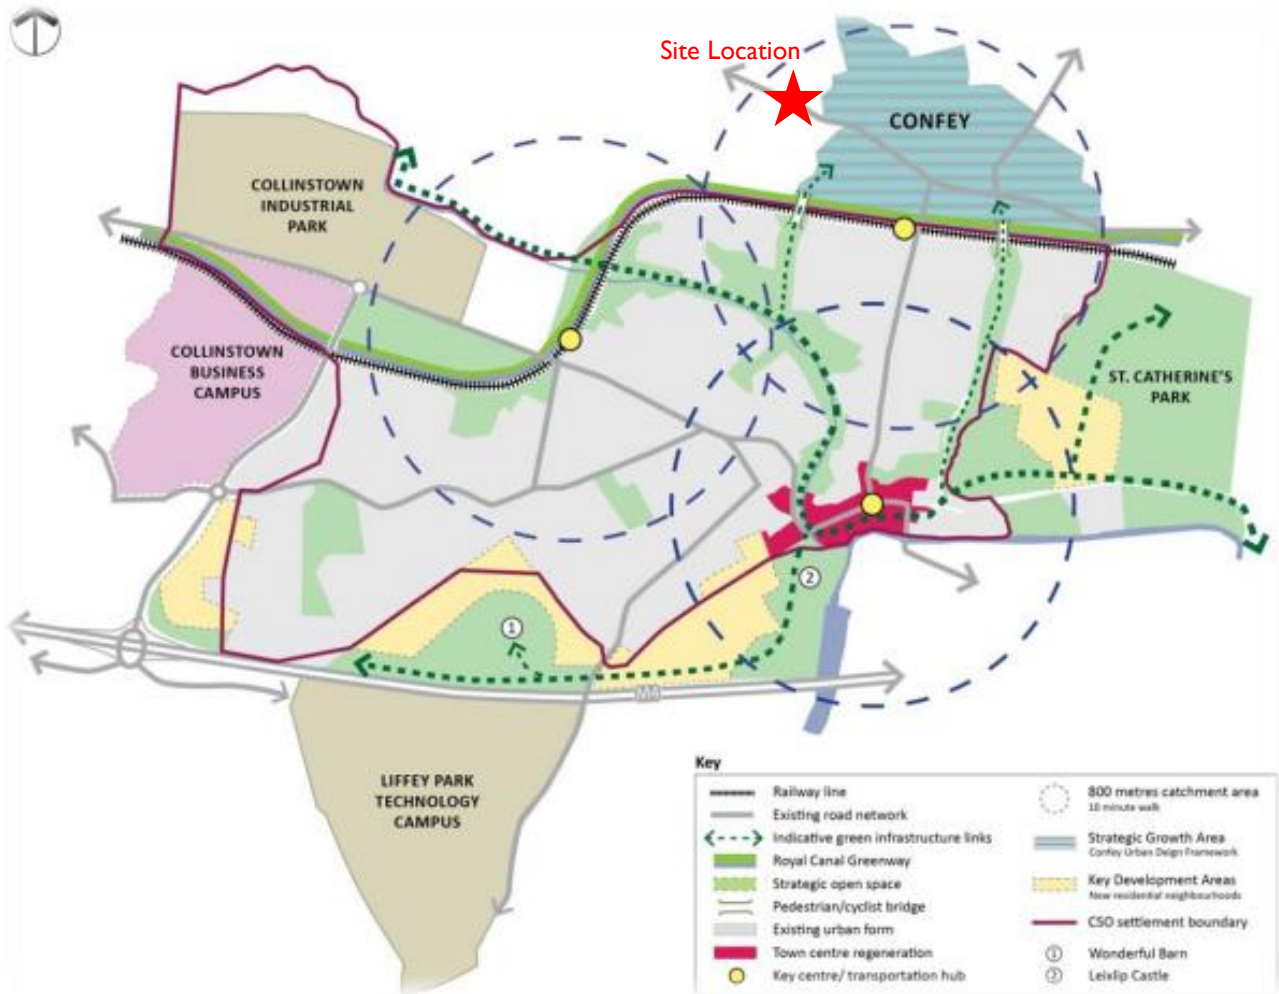 Site Location
CONFEY
COLLINSTOWN
INDUSTRIAL
PARK
COLLINSTOWN
BUSINESS
CAMPUS
ST. CATHERINE'S
PARK
2
1
M4
LIFFEY PARK
TECHNOLOGY
CAMPUS
Key
Railway line
Existing road network
Indicative green infrastructure links
Royal Canal Greenway
Strategic open space
Pedestrian/cyclist bridge
Existing urban form
Town centre regeneration
Key centre/ transportation hub
800 metres catchment area
10 minute walk
Strategic Growth Area
Confey Urban Deign Framework
Key Development Areas
New residential neighbourhoods
CSO settlement boundary
1 Wonderful Barn
2 Leixlip Castle